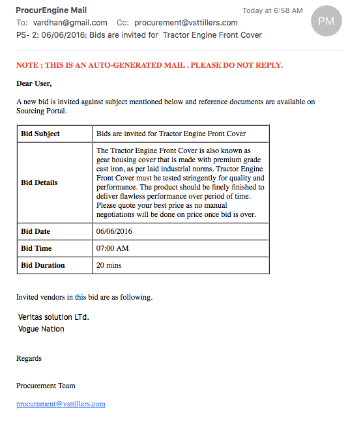 ProcurEngine Mail
Today at 6:58 AM
To: vardhan@gmail.com Cc: procurement@vsttillers.com
PM
PS- 2: 06/06/2016: Bids are invited for Tractor Engine Front Cover
NOTE : THIS IS AN AUTO-GENERATED MAIL . PLEASE DO NOT REPLY.
Dear User,
A new bid is invited against subject mentioned below and reference documents are available on
Sourcing Portal.
Bid Subject
Bids are invited for Tractor Engine Front Cover
Bid Details
The Tractor Engine Front Cover is also known as
gear housing cover that is made with premium grade
cast iron, as per laid industrial norms. Tractor Engine
Front Cover must be tested stringently for quality and
performance. The product should be finely finished to
deliver flawless performance over period of time.
Please quote your best price as no manual
negotiations will be done on price once bid is over.
Bid Date
06/06/2016
Bid Time
07:00 AM
Bid Duration
20 mins
Invited vendors in this bid are as following.
Veritas solution LTd.
Vogue Nation
Regards
Procurement Team
procurement@vsttillers.com